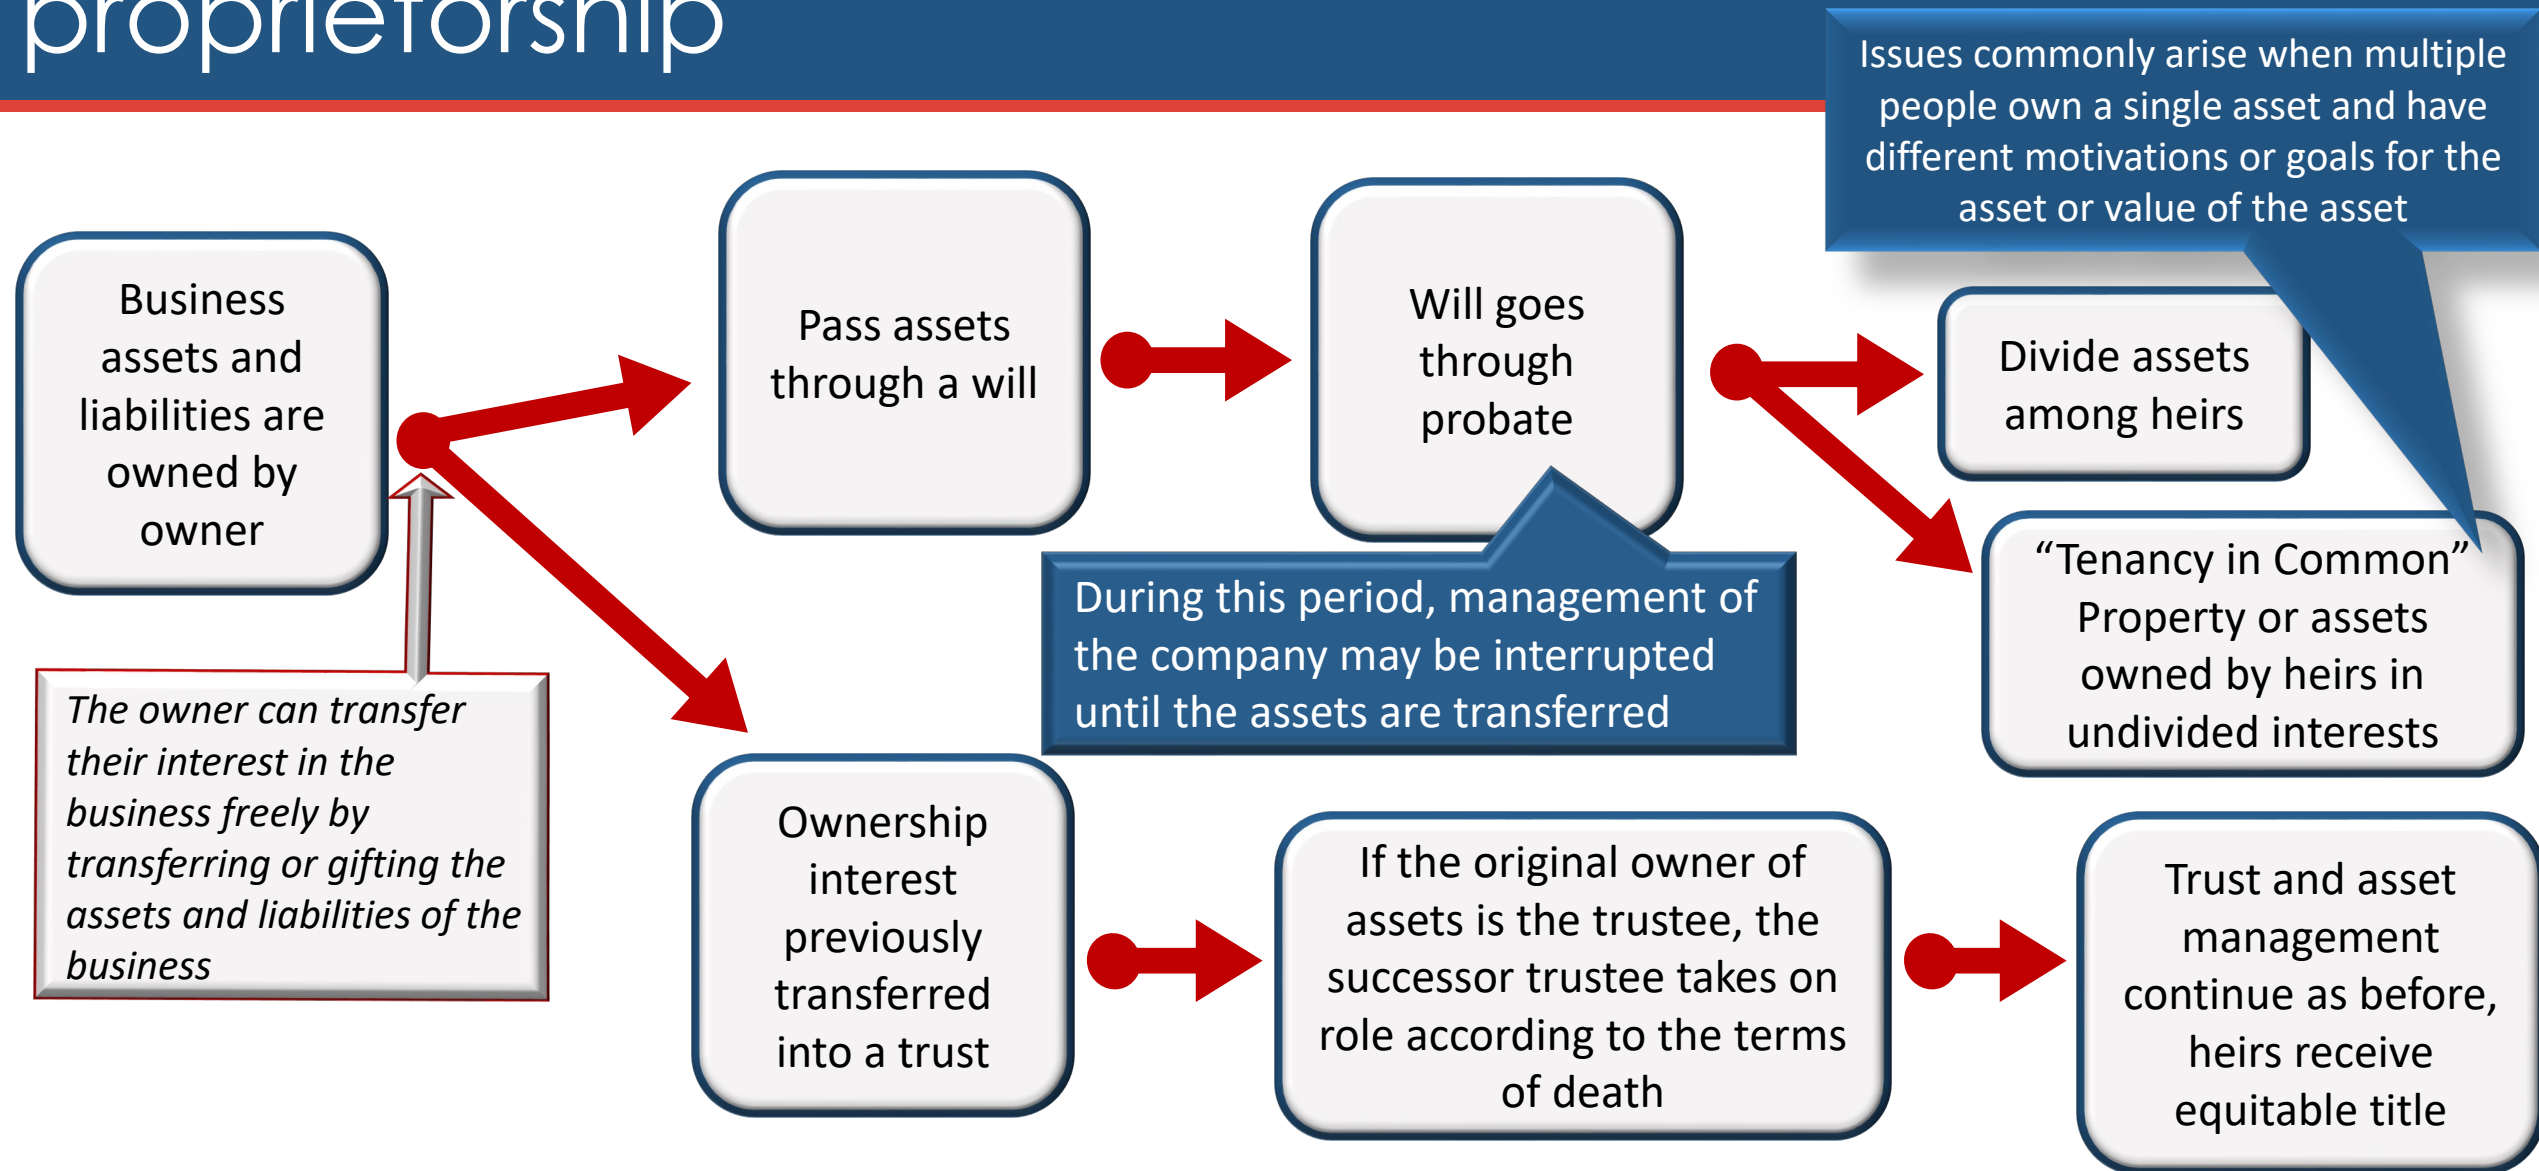 proprietorship
Issues commonly arise when multiple
people own a single asset and have
different motivations or goals for the
asset or value of the asset
Business
assets and
liabilities are
owned by
owner
Pass assets
through a will
Will goes
through
probate
Divide assets
among heirs
“Tenancy in Common”
Property or assets
owned by heirs in
undivided interests
During this period, management of
the company may be interrupted
until the assets are transferred
The owner can transfer
their interest in the
business freely by
transferring or gifting the
assets and liabilities of the
business
Ownership
interest
previously
transferred
into a trust
If the original owner of
assets is the trustee, the
successor trustee takes on
role according to the terms
of death
Trust and asset
management
continue as before,
heirs receive
equitable title